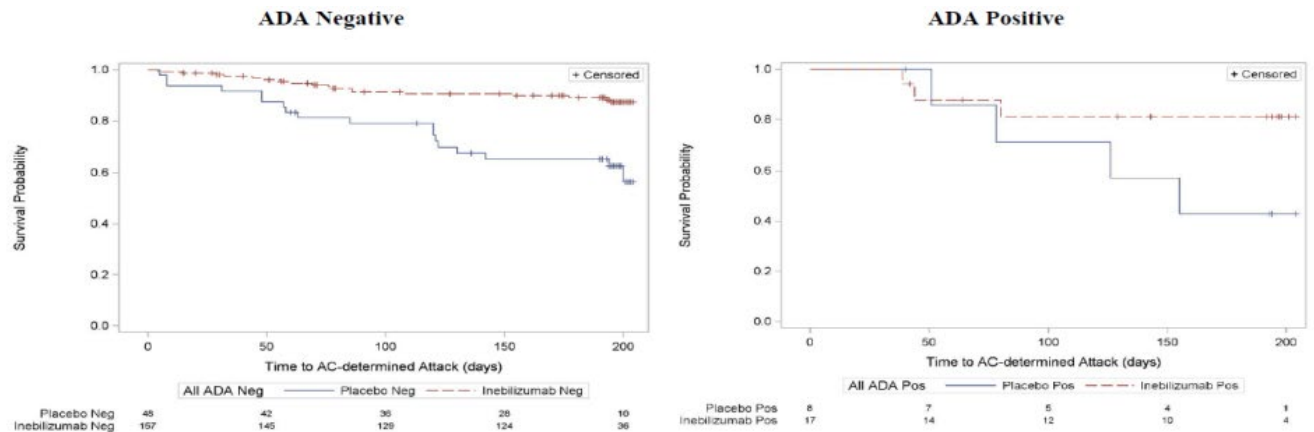 ADA Negative
1.0
0.8
0.6
0.4
0.2
0.0
Survival Probability
+ Censored
0 50 100 150 200
Time to AC-determined Attack (days)
All ADA Neg Placebo Neg Inebilizumab Neg
Placebo Neg 48 42 36 28 10
Inebilizumab Neg 157 145 129 124 36
ADA Positive
1.0
0.8
0.6
0.4
0.2
0.0
Survival Probability
+ Censored
0 50 100 150 200
Time to AC-determined Attack (days)
All ADA Pos Placebo Pos Inebilizumab Pos
Placebo Pos 8 7 5 4 1
Inebilizumab Pos 17 14 12 10 4